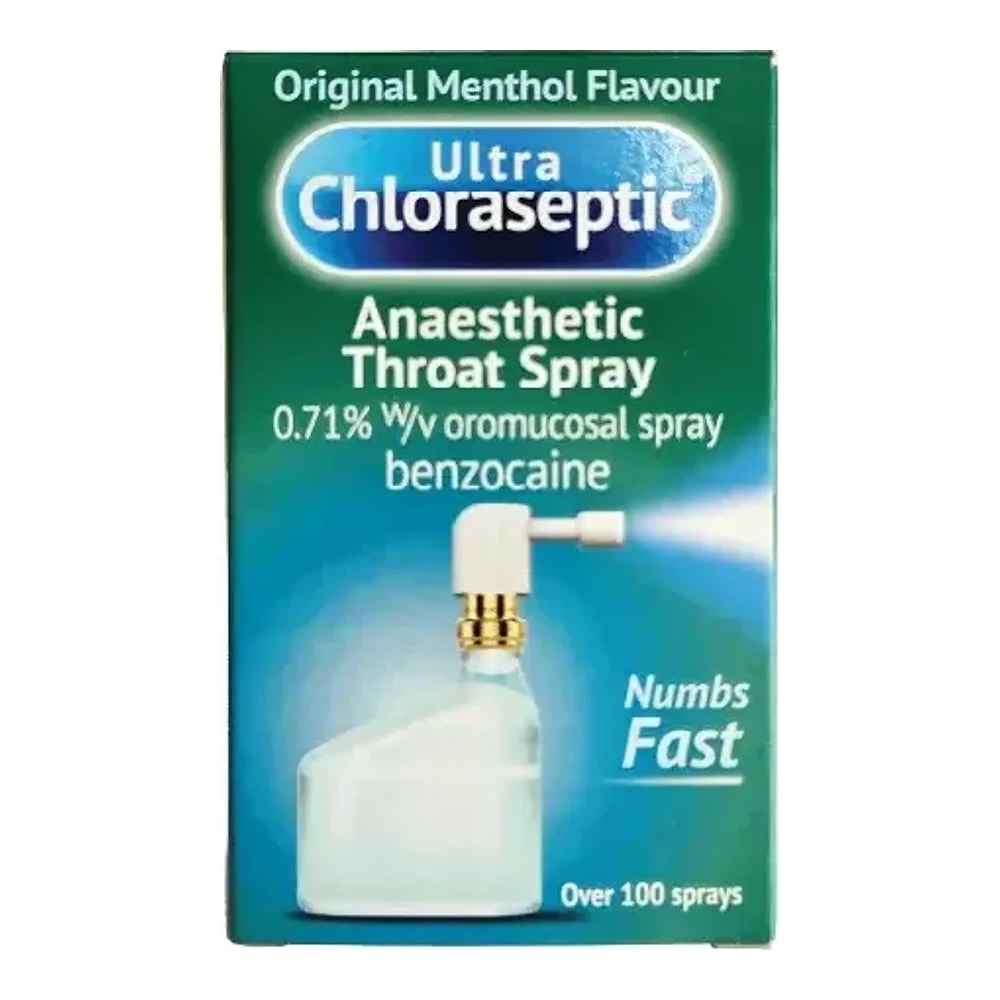 Original Menthol Flavour
Ultra
Chloraseptic
Anaesthetic
Throat Spray
0.71% W/v oromucosal spray
benzocaine
Numbs
Fast
Over 100 sprays